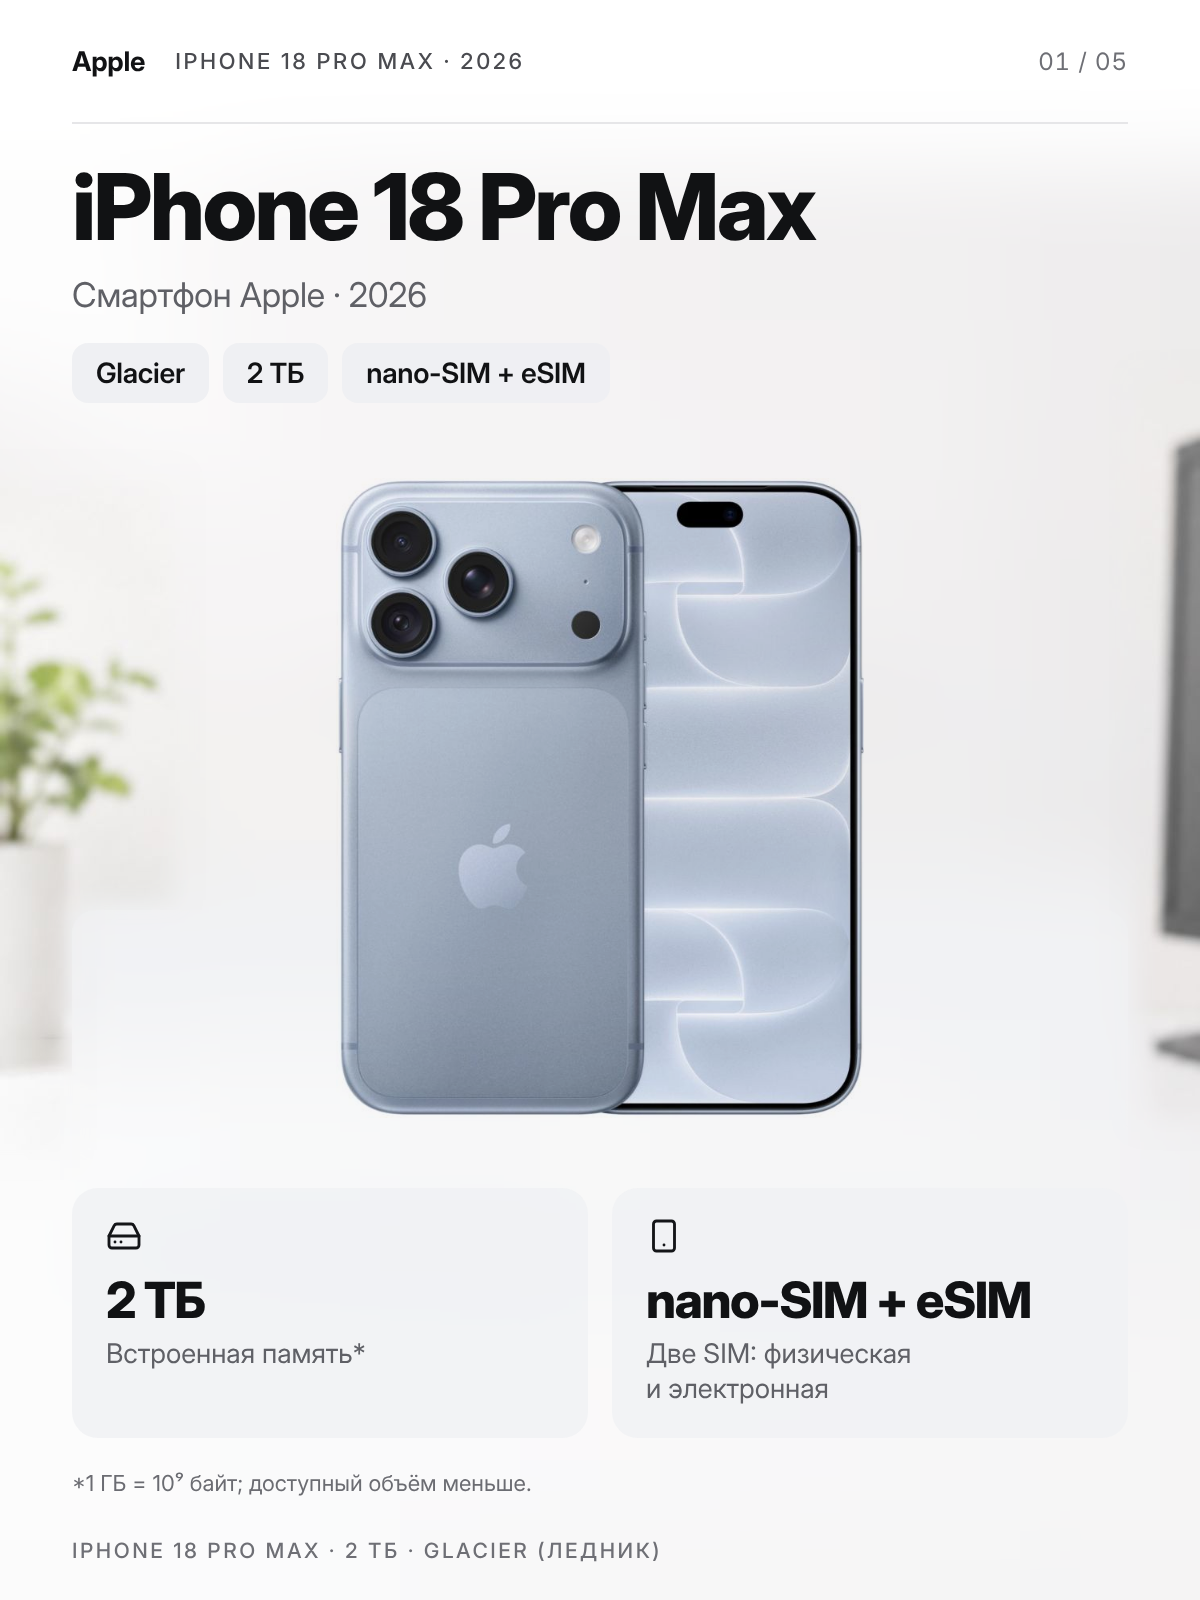 Apple IPHONE 18 PRO MAX · 2026 01 / 05
iPhone 18 Pro Max
Смартфон Apple · 2026
Glacier 2 ТБ nano-SIM + eSIM
2 ТБ
Встроенная память*
nano-SIM + eSIM
Две SIM: физическая
и электронная
*1 ГБ = 10⁹ байт; доступный объём меньше.
IPHONE 18 PRO MAX · 2 ТБ · GLACIER (ЛЕДНИК)